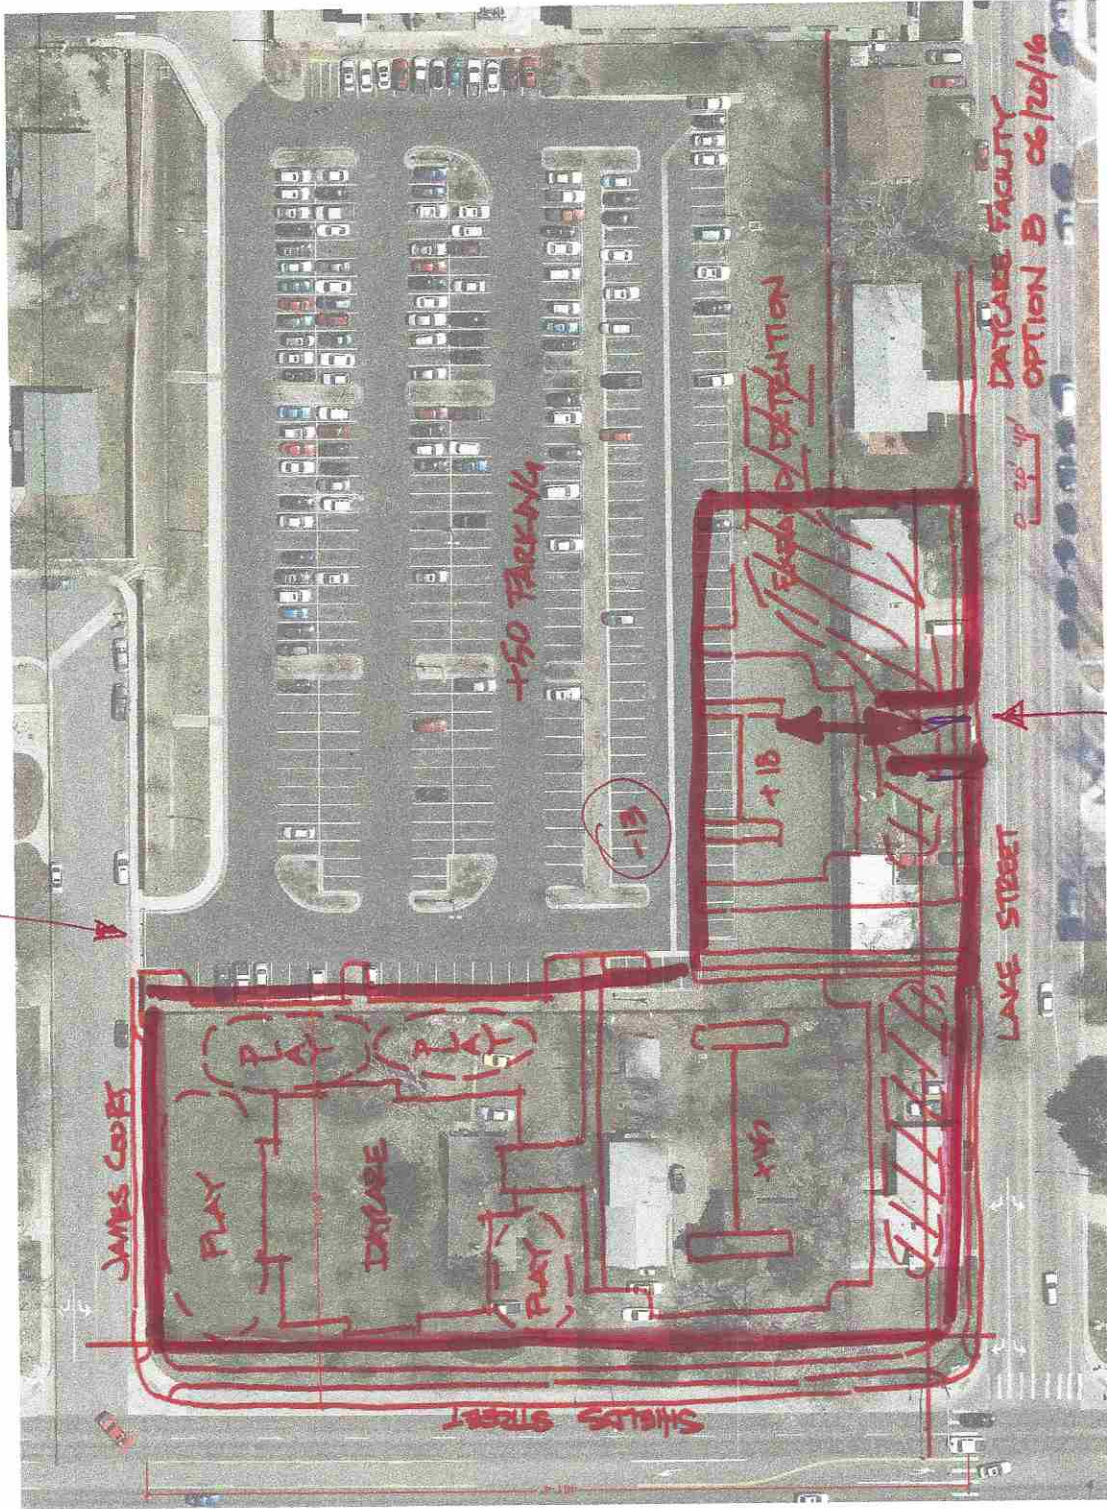 DAYCARE FACILITY
OPTION B 06/20/16
0 20' 40'
JAMES COURT
LAKE STREET
SHIELDS STREET
+50 PARKING
-13
+18
EXPAND/DETENTION
PLAY
PLAY
PLAY
DAYCARE
PLAY